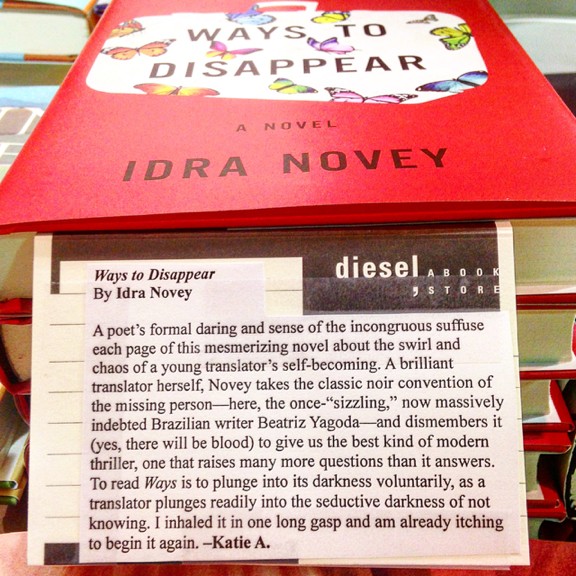 WAYS TO
DISAPPEAR
A NOVEL
IDRA NOVEY
diesel,
A BOOK
STORE
Ways to Disappear
By Idra Novey
A poet's formal daring and sense of the incongruous suffuse
each page of this mesmerizing novel about the swirl and
chaos of a young translator's self-becoming. A brilliant
translator herself, Novey takes the classic noir convention of
the missing person—here, the once-“sizzling,” now massively
indebted Brazilian writer Beatriz Yagoda—and dismembers it
(yes, there will be blood) to give us the best kind of modern
thriller, one that raises many more questions than it answers.
To read Ways is to plunge into its darkness voluntarily, as a
translator plunges readily into the seductive darkness of not
knowing. I inhaled it in one long gasp and am already itching
to begin it again. –Katie A.